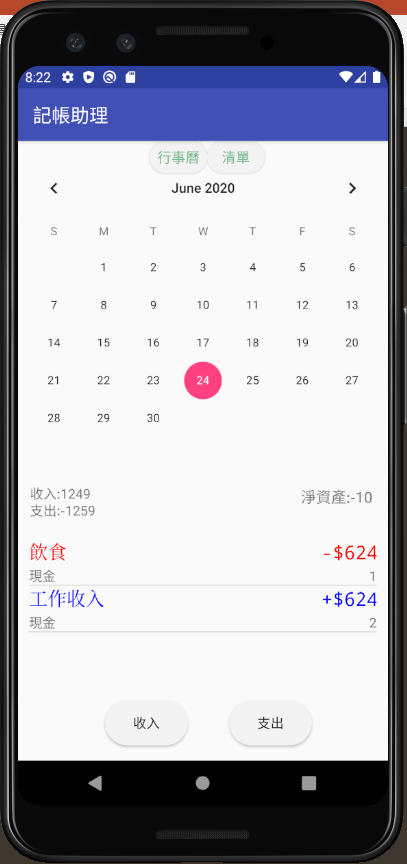 8:22
記帳助理
行事曆 清單
June 2020
S M T W T F S
1 2 3 4 5 6
7 8 9 10 11 12 13
14 15 16 17 18 19 20
21 22 23 24 25 26 27
28 29 30
收入:1249
支出:-1259
淨資產:-10
飲食 -$624
現金 1
工作收入 +$624
現金 2
收入 支出